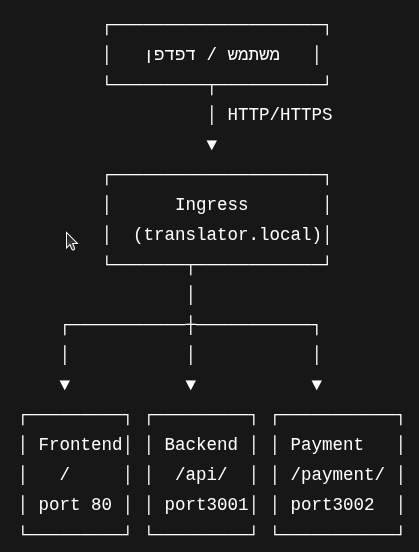 משתמש / דפדפן
HTTP/HTTPS
Ingress
(translator.local)
Frontend Backend Payment
/ /api/ /payment/
port 80 port3001 port3002